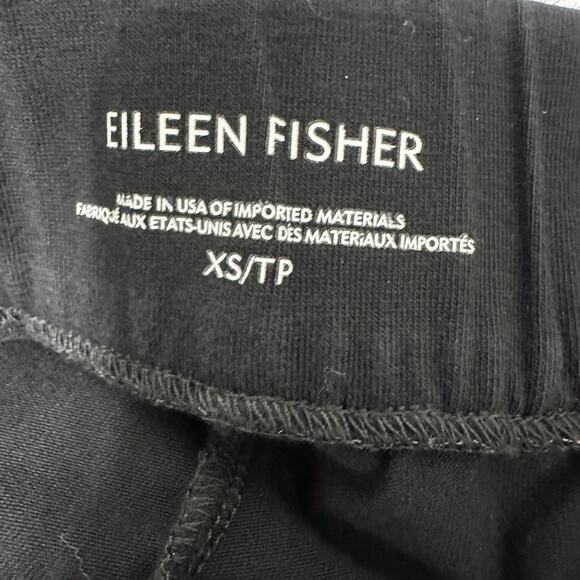 EILEEN FISHER
MADE IN USA OF IMPORTED MATERIALS
FABRIQUÉ AUX ETATS-UNIS AVEC DES MATERIAUX IMPORTÉS
XS/TP